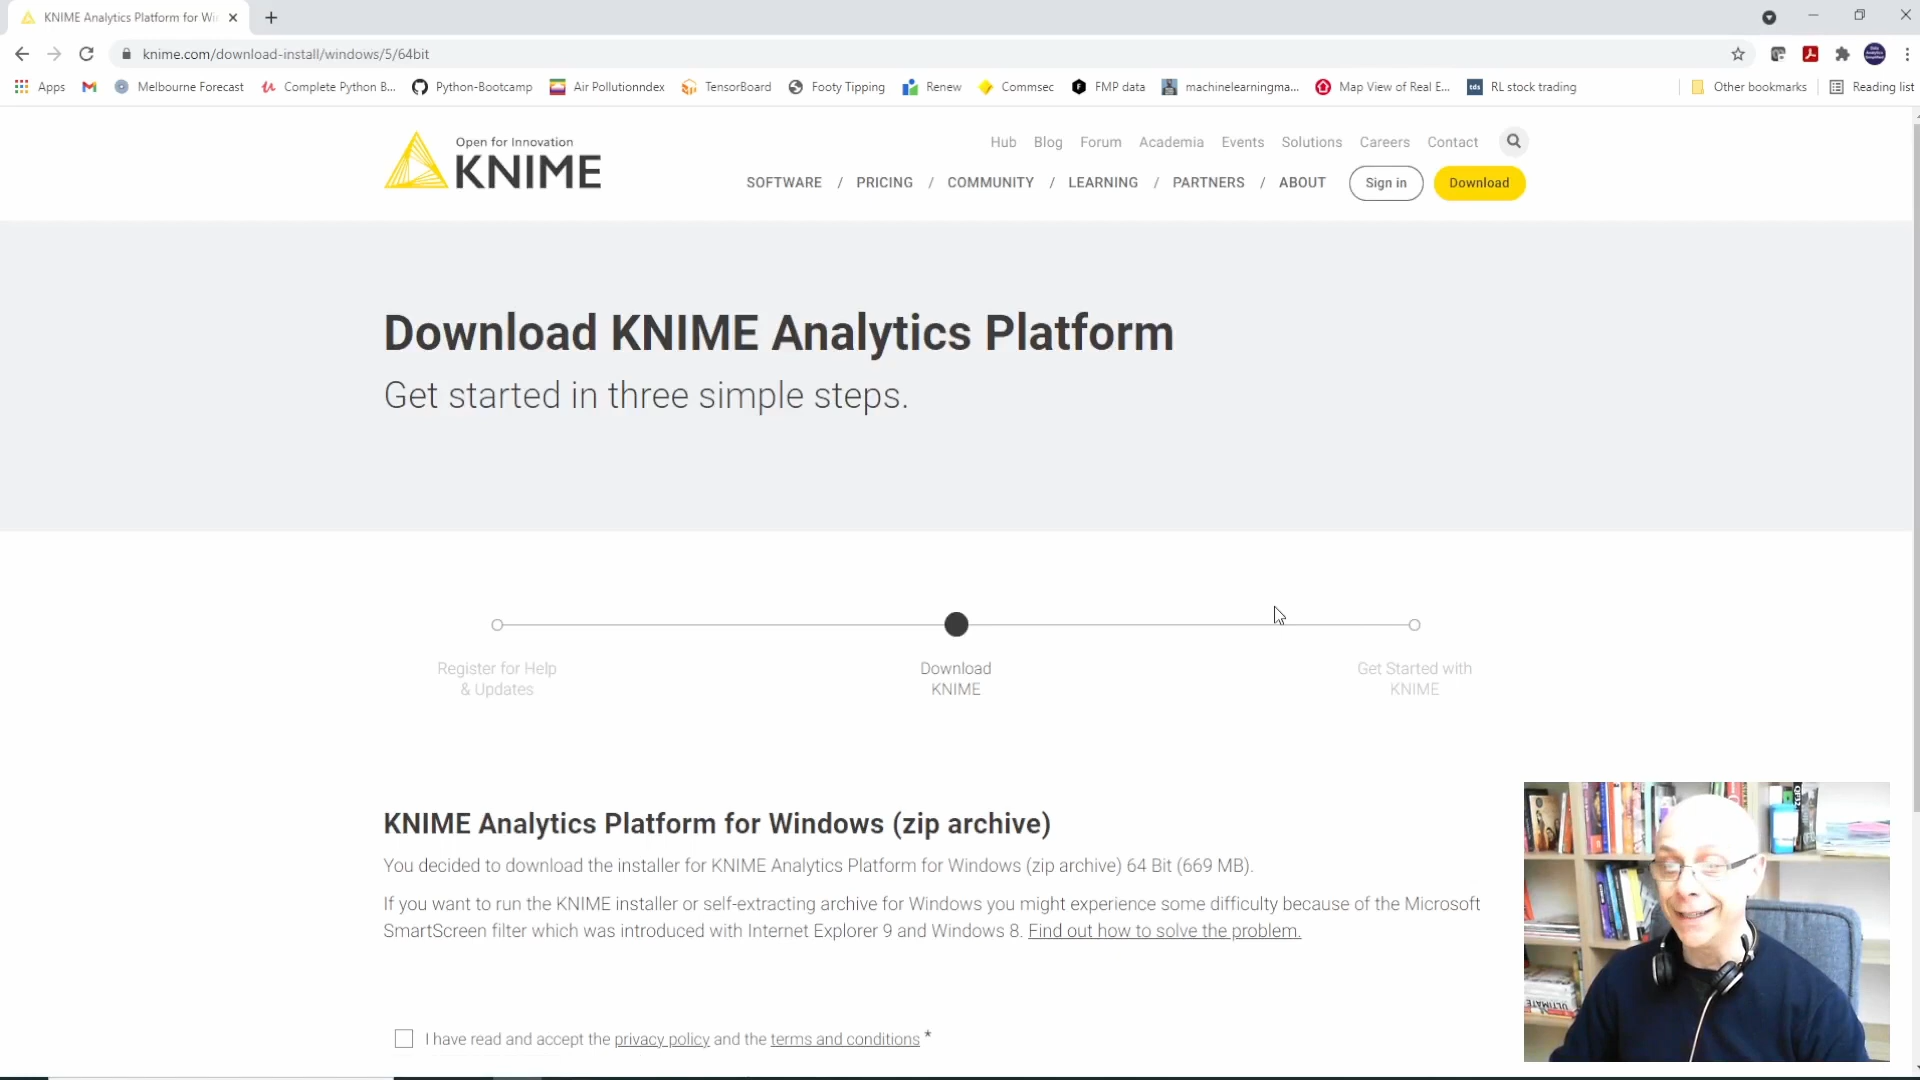 KNIME Analytics Platform for Wi
knime.com/download-install/windows/5/64bit
Apps
Melbourne Forecast
Complete Python B...
Python-Bootcamp
Air Pollutionndex
TensorBoard
Footy Tipping
Renew
Commsec
FMP data
machinelearningma...
Map View of Real E...
tds
RL stock trading
Other bookmarks
Reading list
Open for Innovation
KNIME
Hub
Blog
Forum
Academia
Events
Solutions
Careers
Contact
SOFTWARE / PRICING / COMMUNITY / LEARNING / PARTNERS / ABOUT
Sign in
Download
Download KNIME Analytics Platform
Get started in three simple steps.
Register for Help
& Updates
Download
KNIME
Get Started with
KNIME
KNIME Analytics Platform for Windows (zip archive)
You decided to download the installer for KNIME Analytics Platform for Windows (zip archive) 64 Bit (669 MB).
If you want to run the KNIME installer or self-extracting archive for Windows you might experience some difficulty because of the Microsoft
SmartScreen filter which was introduced with Internet Explorer 9 and Windows 8. Find out how to solve the problem.
I have read and accept the privacy policy and the terms and conditions *
ULTIMATE